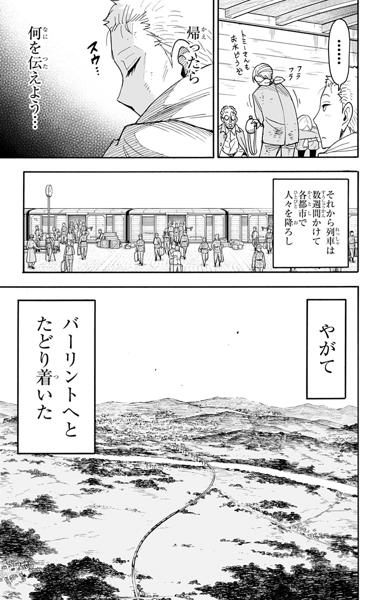 ………
トミーさんも
お水どうぞ
フラ
フラ
帰ったら
スゥ…
何を伝えよう…
それから列車は
数週間かけて
各都市で
人々を降ろし
やがて
バーリントへと
たどり着いた